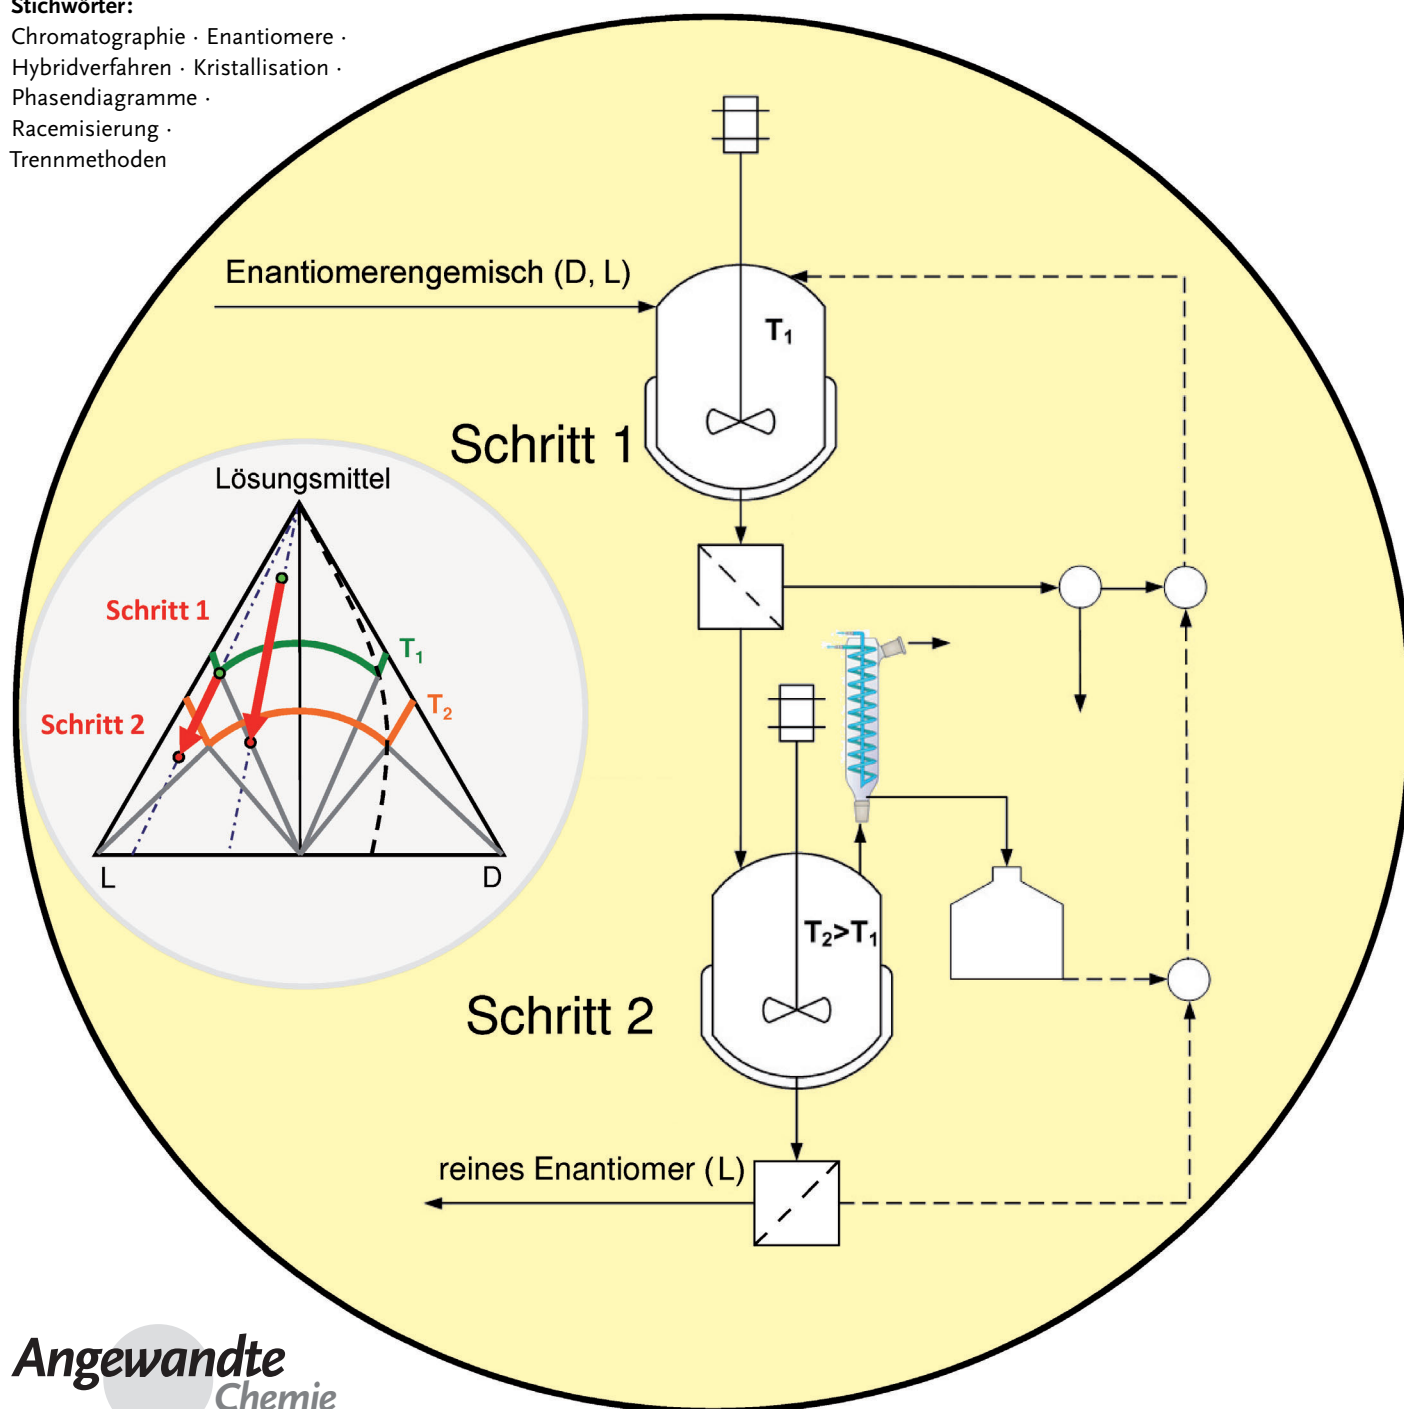 Stichwörter:
Chromatographie · Enantiomere ·
Hybridverfahren · Kristallisation ·
Phasendiagramme ·
Racemisierung ·
Trennmethoden
Enantiomerengemisch (D, L)
T₁
Schritt 1
Lösungsmittel
Schritt 1
T₁
T₂
Schritt 2
L
D
T₂>T₁
Schritt 2
reines Enantiomer (L)
Angewandte
Chemie